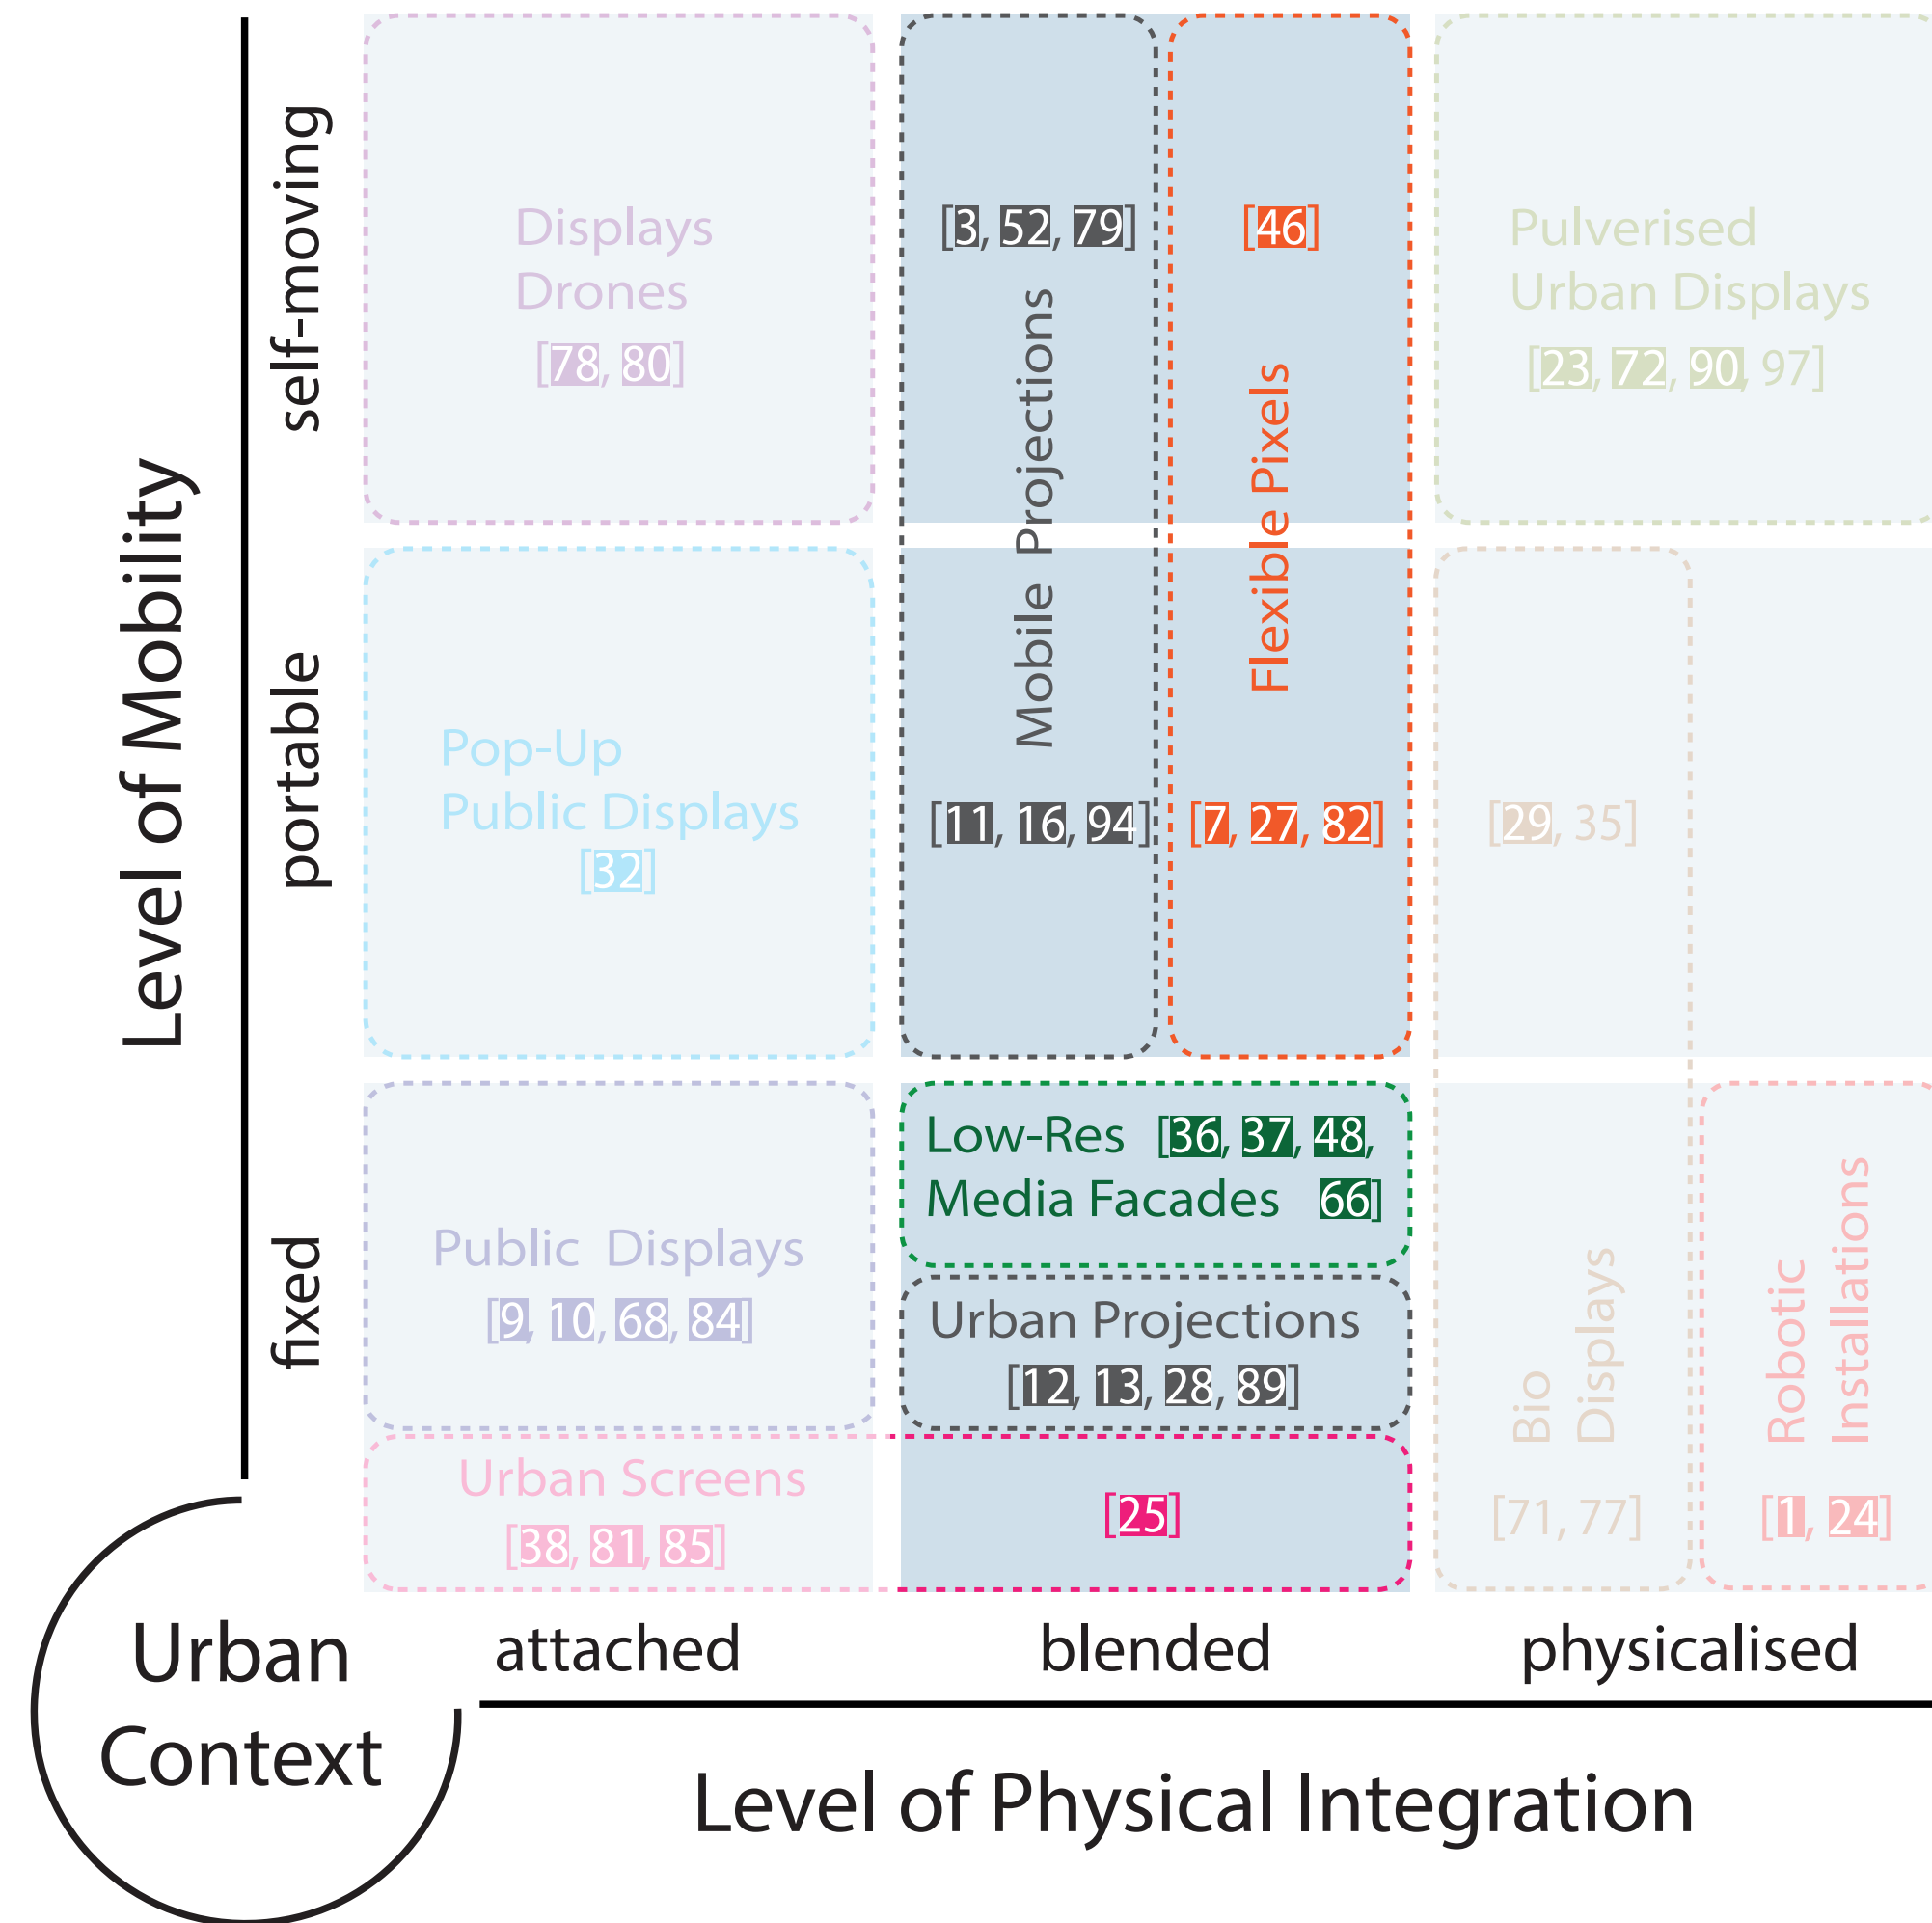 Level of Mobility
self-moving
portable
fixed
Displays
Drones
[78, 80]
[3, 52, 79]
[46]
Mobile Projections
Flexible Pixels
Pulverised
Urban Displays
[23, 72, 90, 97]
Pop-Up
Public Displays
[32]
[11, 16, 94]
[7, 27, 82]
[29, 35]
Public Displays
[9, 10, 68, 84]
Low-Res [36, 37, 48,
Media Facades 66]
Urban Projections
[12, 13, 28, 89]
Urban Screens
[38, 81, 85]
[25]
Bio
Displays
[71, 77]
Robotic
Installations
[1, 24]
attached
blended
physicalised
Urban
Context
Level of Physical Integration